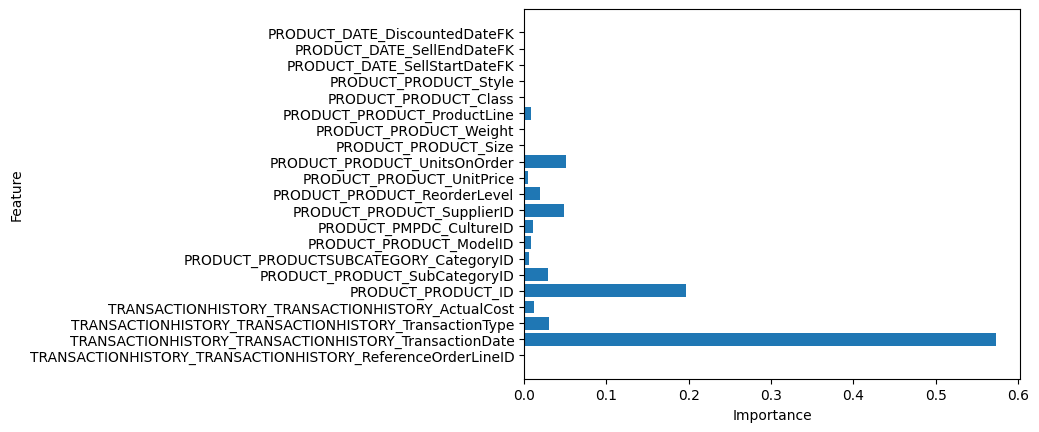 PRODUCT_DATE_DiscountedDateFK
PRODUCT_DATE_SellEndDateFK
PRODUCT_DATE_SellStartDateFK
PRODUCT_PRODUCT_Style
PRODUCT_PRODUCT_Class
PRODUCT_PRODUCT_ProductLine
PRODUCT_PRODUCT_Weight
PRODUCT_PRODUCT_Size
PRODUCT_PRODUCT_UnitsOnOrder
PRODUCT_PRODUCT_UnitPrice
PRODUCT_PRODUCT_ReorderLevel
PRODUCT_PRODUCT_SupplierID
PRODUCT_PMPDC_CultureID
PRODUCT_PRODUCT_ModelID
PRODUCT_PRODUCTSUBCATEGORY_CategoryID
PRODUCT_PRODUCT_SubCategoryID
PRODUCT_PRODUCT_ID
TRANSACTIONHISTORY_TRANSACTIONHISTORY_ActualCost
TRANSACTIONHISTORY_TRANSACTIONHISTORY_TransactionType
TRANSACTIONHISTORY_TRANSACTIONHISTORY_TransactionDate
TRANSACTIONHISTORY_TRANSACTIONHISTORY_ReferenceOrderLineID
Feature
0.0 0.1 0.2 0.3 0.4 0.5 0.6
Importance